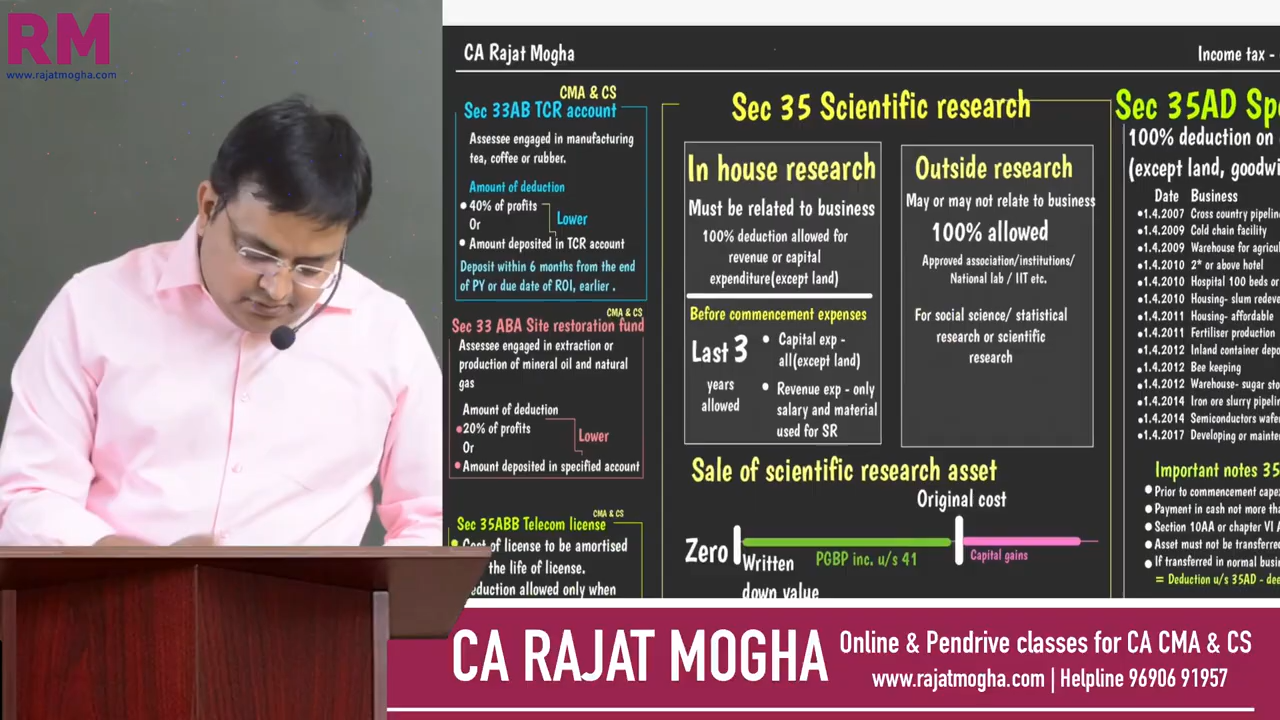 RM
www.rajatmogha.com
CA Rajat Mogha
Income tax -
CMA & CS
Sec 33AB TCR account
Assessee engaged in manufacturing
tea, coffee or rubber.
Amount of deduction
40% of profits
Or
Lower
Amount deposited in TCR account
Deposit within 6 months from the end
of PY or due date of ROI, earlier .
CMA & CS
Sec 33 ABA Site restoration fund
Assessee engaged in extraction or
production of mineral oil and natural
gas
Amount of deduction
20% of profits
Or
Lower
Amount deposited in specified account
CMA & CS
Sec 35ABB Telecom license
of license to be amortised
the life of license.
allowed only when
Sec 35 Scientific research
In house research
Must be related to business
100% deduction allowed for
revenue or capital
expenditure(except land)
Before commencement expenses
Last 3
years
allowed
Capital exp -
all(except land)
Revenue exp - only
salary and material
used for SR
Outside research
May or may not relate to business
100% allowed
Approved association/institutions/
National lab / IIT etc.
For social science/ statistical
research or scientific
research
Sale of scientific research asset
Original cost
Zero
Written
down value
PGBP inc. u/s 41
Capital gains
Sec 35AD Sp
100% deduction on
(except land, goodwi
Date Business
1.4.2007 Cross country pipelin
1.4.2009 Cold chain facility
1.4.2009 Warehouse for agricul
1.4.2010 2* or above hotel
1.4.2010 Hospital 100 beds or
1.4.2010 Housing- slum redeve
1.4.2011 Housing- affordable
1.4.2011 Fertiliser production
1.4.2012 Inland container depo
1.4.2012 Bee keeping
1.4.2012 Warehouse- sugar sto
1.4.2014 Iron ore slurry pipelin
1.4.2014 Semiconductors wafer
1.4.2017 Developing or mainte
Important notes 35
Prior to commencement cape
Payment in cash not more tha
Section 10AA or chapter VI A
Asset must not be transferre
If transferred in normal busi
= Deduction u/s 35AD - dee
CA RAJAT MOGHA
Online & Pendrive classes for CA CMA & CS
www.rajatmogha.com | Helpline 96906 91957